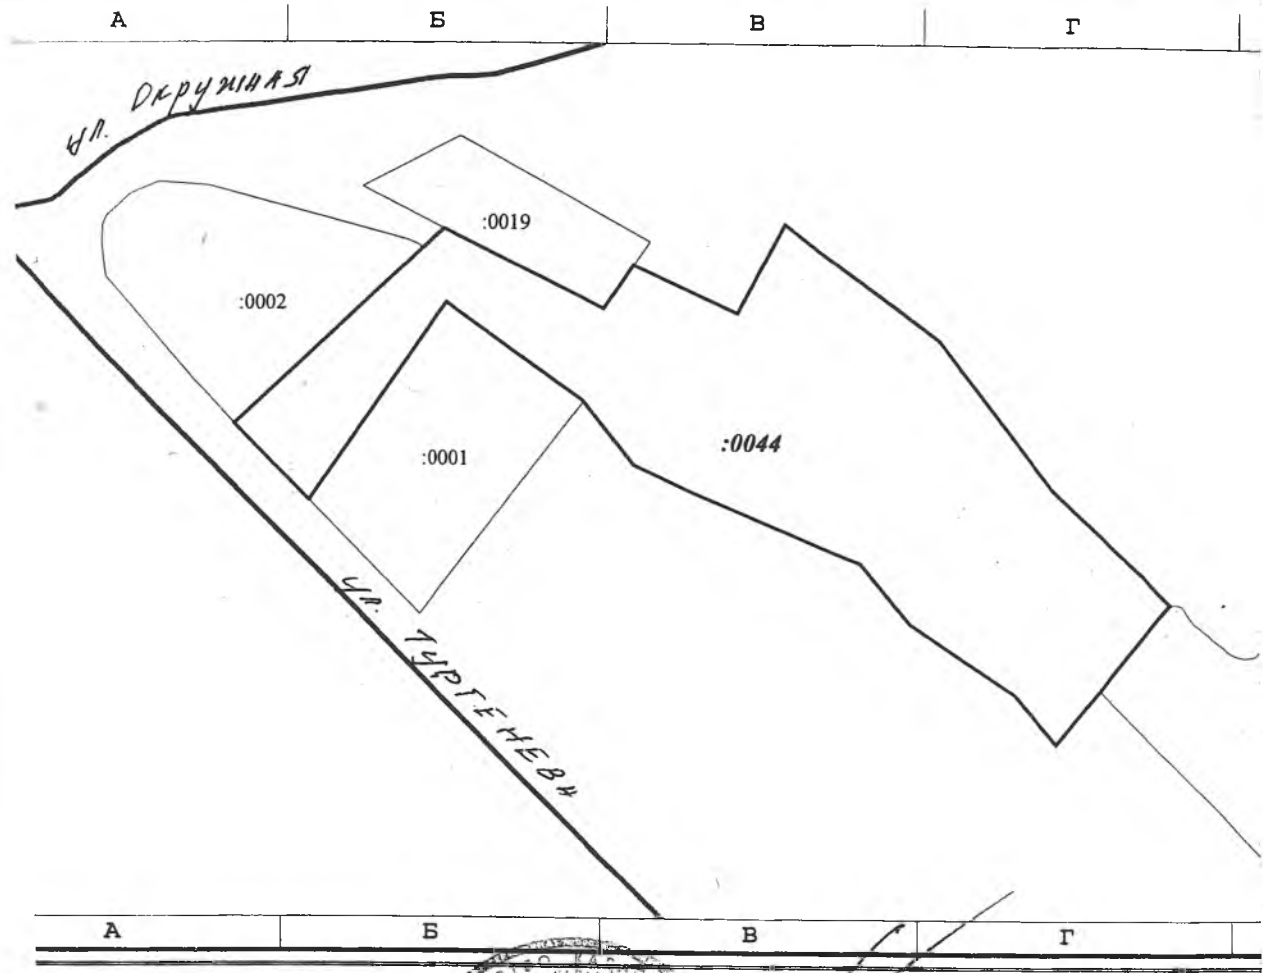 А Б В Г
ул. ОКРУЖНАЯ
:0019
:0002
:0044
:0001
ул. ТУРГЕНЕВА
А Б В Г